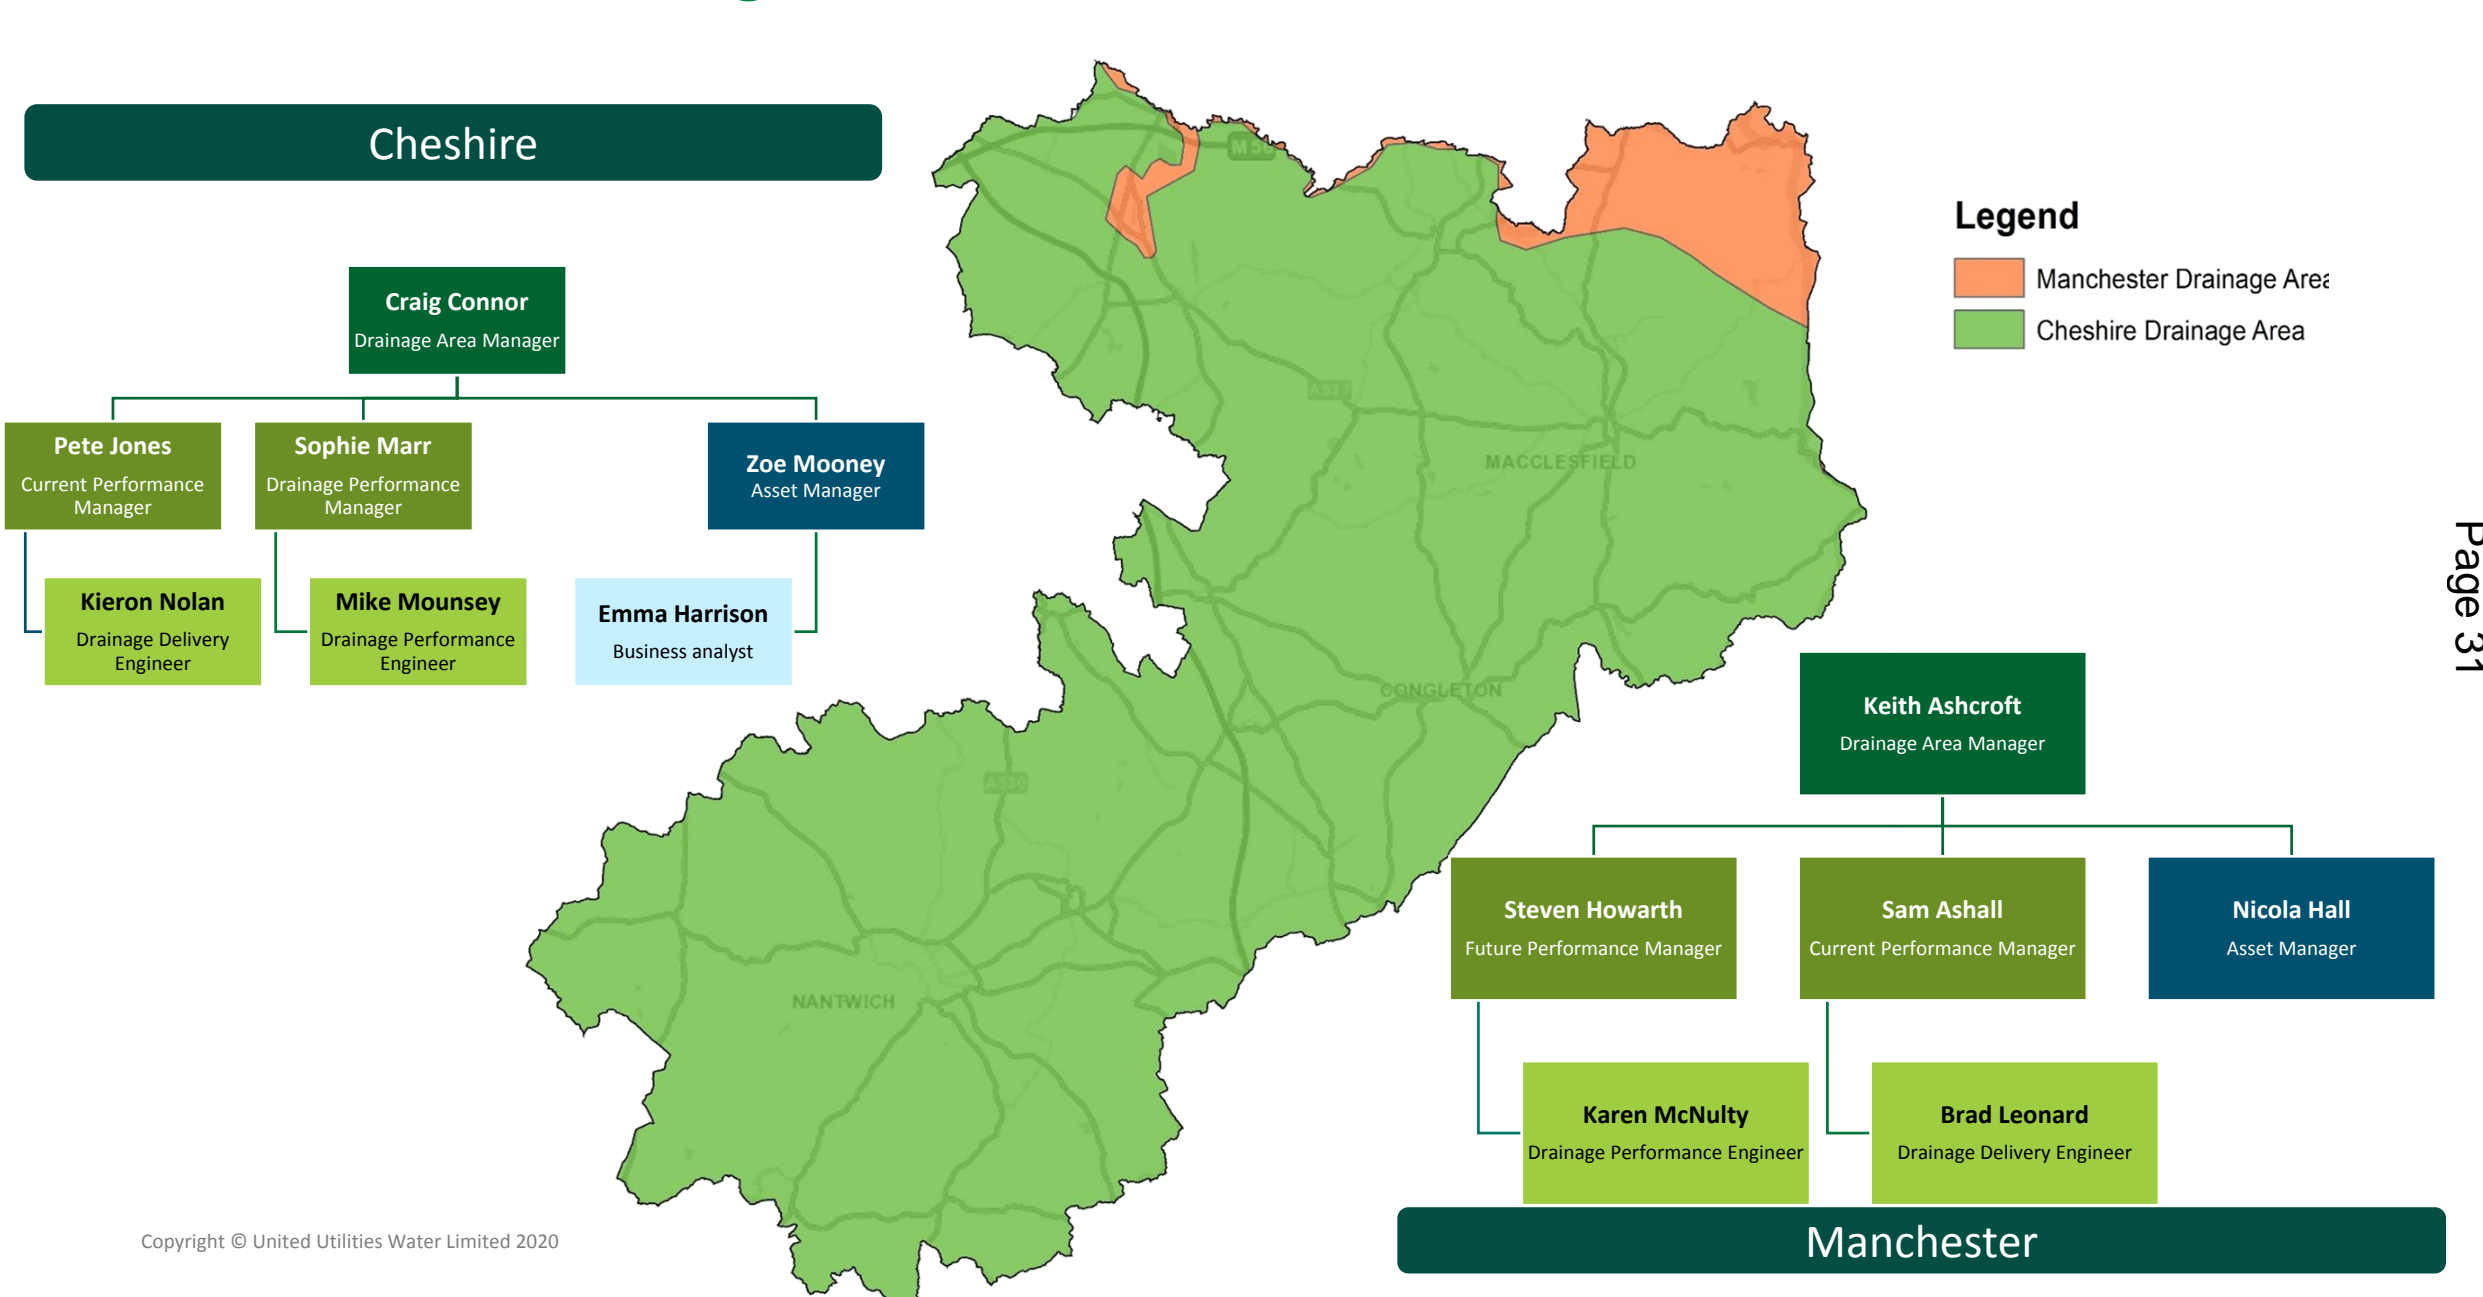 Cheshire
Craig Connor
Drainage Area Manager
Pete Jones
Current Performance
Manager
Sophie Marr
Drainage Performance
Manager
Zoe Mooney
Asset Manager
Kieron Nolan
Drainage Delivery
Engineer
Mike Mounsey
Drainage Performance
Engineer
Emma Harrison
Business analyst
M 56
A537
MACCLESFIELD
CONGLETON
A530
NANTWICH
Legend
Manchester Drainage Area
Cheshire Drainage Area
Page 31
Keith Ashcroft
Drainage Area Manager
Steven Howarth
Future Performance Manager
Sam Ashall
Current Performance Manager
Nicola Hall
Asset Manager
Karen McNulty
Drainage Performance Engineer
Brad Leonard
Drainage Delivery Engineer
Manchester
Copyright © United Utilities Water Limited 2020